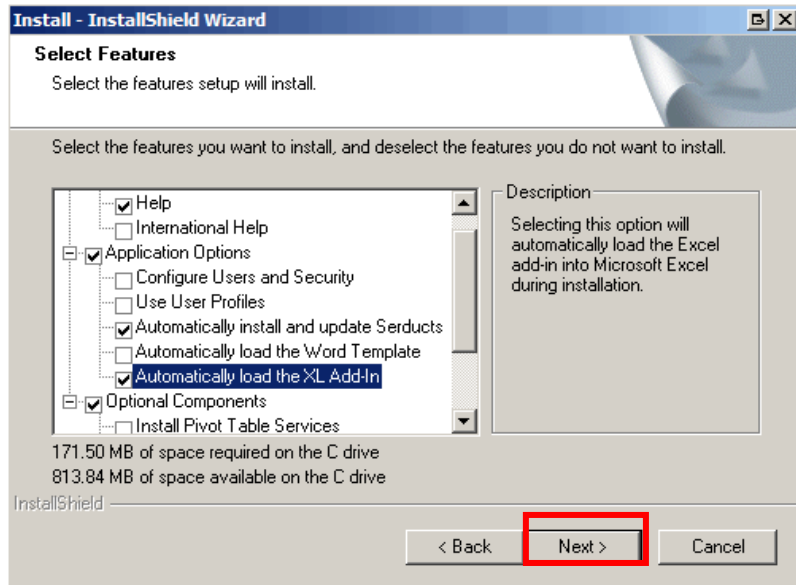 Install - InstallShield Wizard
Select Features
Select the features setup will install.
Select the features you want to install, and deselect the features you do not want to install.
Help
International Help
Application Options
Configure Users and Security
Use User Profiles
Automatically install and update Serducts
Automatically load the Word Template
Automatically load the XL Add-In
Optional Components
Install Pivot Table Services
Description
Selecting this option will
automatically load the Excel
add-in into Microsoft Excel
during installation.
171.50 MB of space required on the C drive
813.84 MB of space available on the C drive
InstallShield
< Back
Next >
Cancel